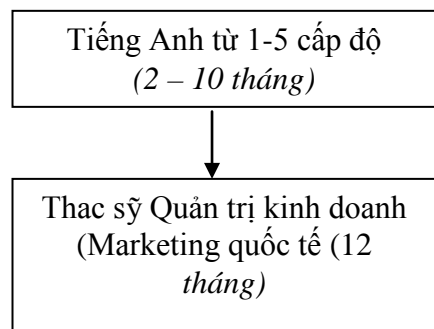 Tiếng Anh từ 1-5 cấp độ
(2 – 10 tháng)
Thac sỹ Quản trị kinh doanh
(Marketing quốc tế (12
tháng)